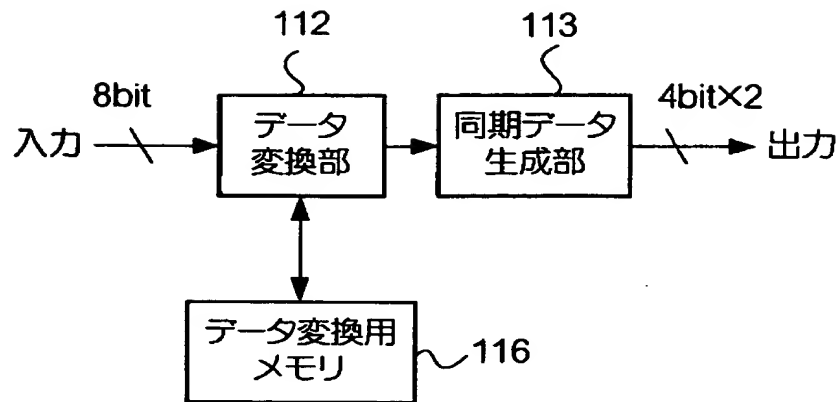 112
113
8bit
4bit×2
入力
データ
変換部
同期データ
生成部
出力
データ変換用
メモリ
116